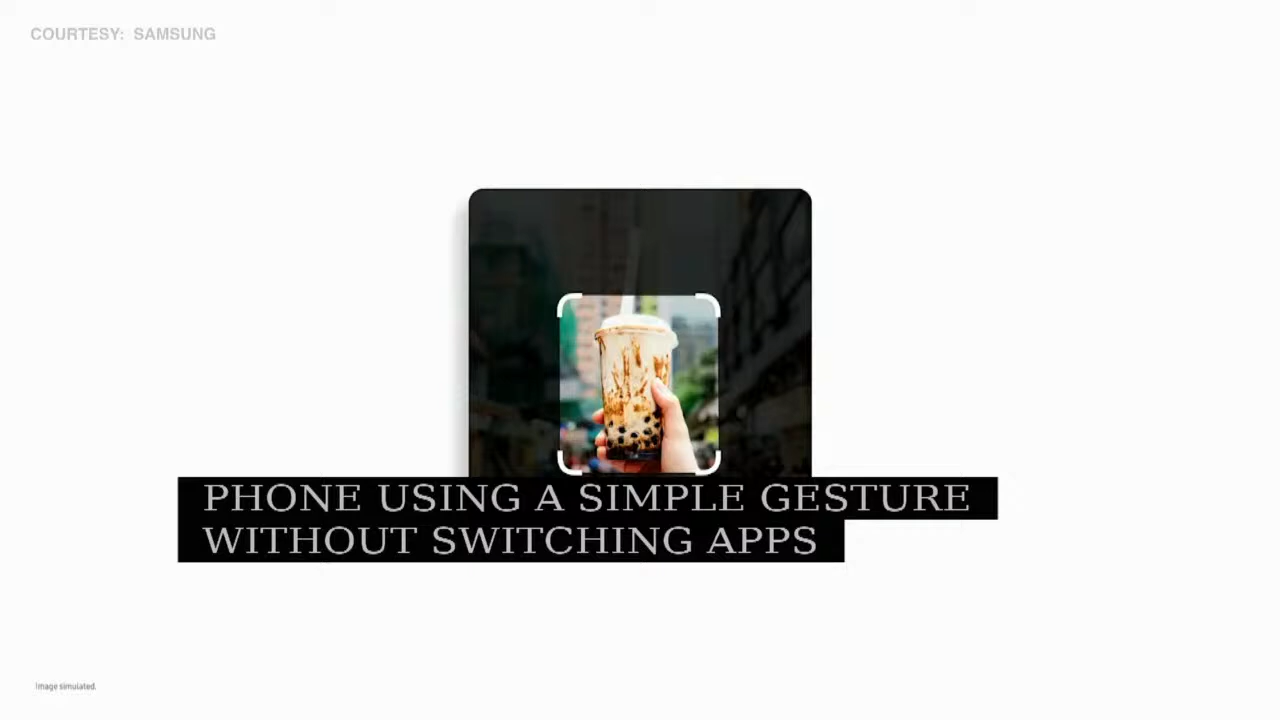 COURTESY: SAMSUNG
PHONE USING A SIMPLE GESTURE
WITHOUT SWITCHING APPS
Image simulated.